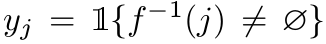 y_j = 𝟙{f^{-1}(j) ≠ ∅}